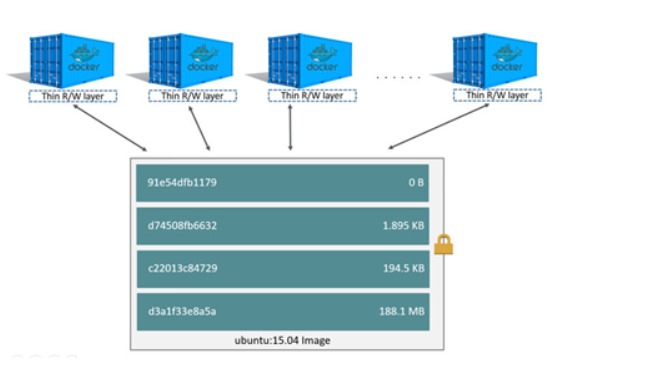 docker docker docker docker
Thin R/W layer Thin R/W layer Thin R/W layer Thin R/W layer
91e54dfb1179 0 B
d74508fb6632 1.895 KB
c22013c84729 194.5 KB
d3a1f33e8a5a 188.1 MB
ubuntu:15.04 Image